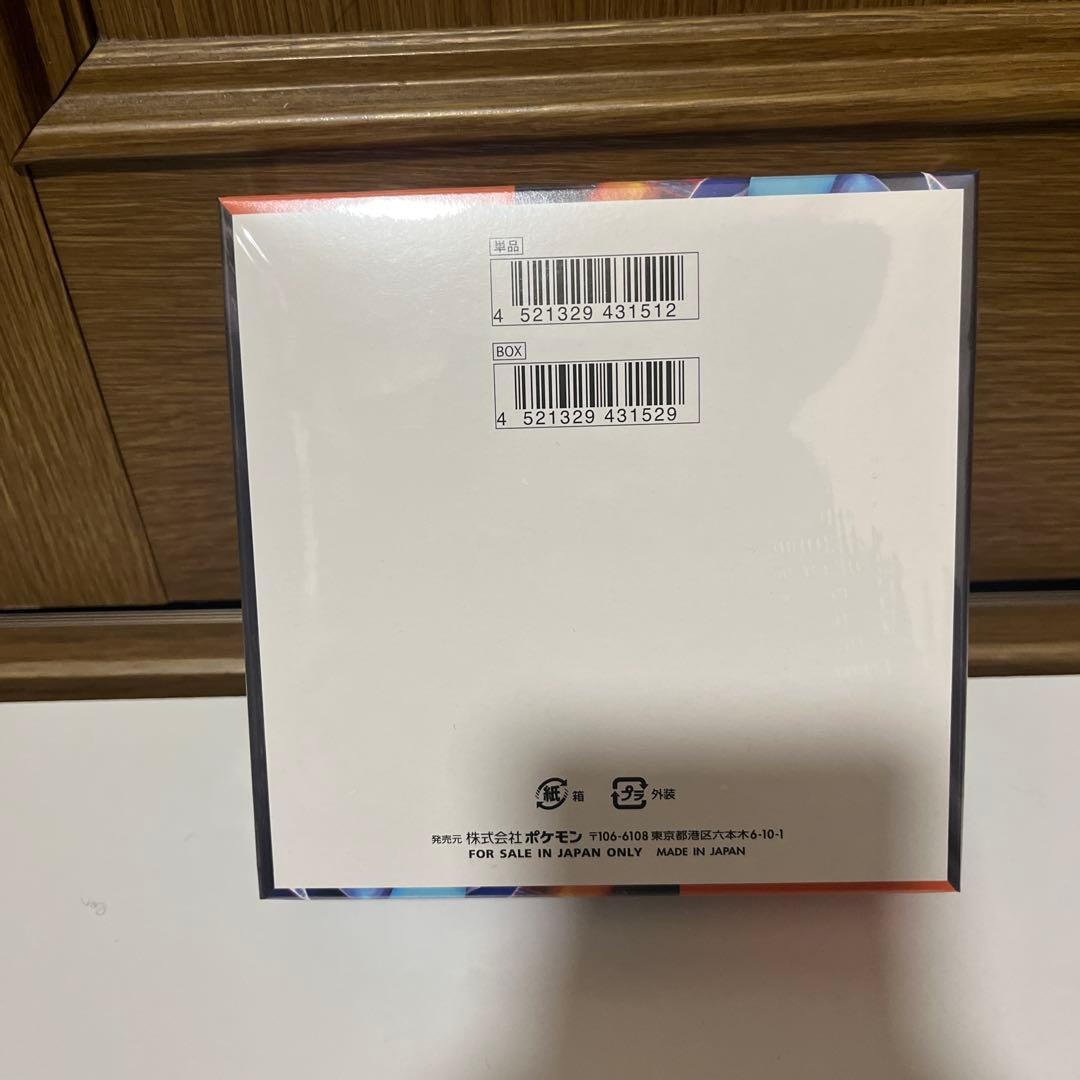 単品
4 521329 431512
BOX
4 521329 431529
紙 箱 プラ 外装
発売元 株式会社 ポケモン 〒106-6108 東京都港区六本木6-10-1
FOR SALE IN JAPAN ONLY MADE IN JAPAN